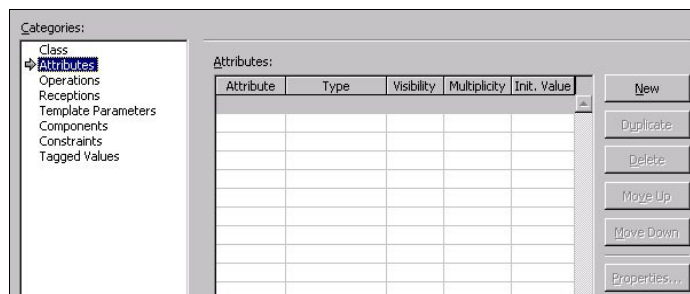 Categories:
Class
Attributes
Operations
Receptions
Template Parameters
Components
Constraints
Tagged Values
Attributes:
Attribute Type Visibility Multiplicity Init. Value
New
Duplicate
Delete
Move Up
Move Down
Properties...